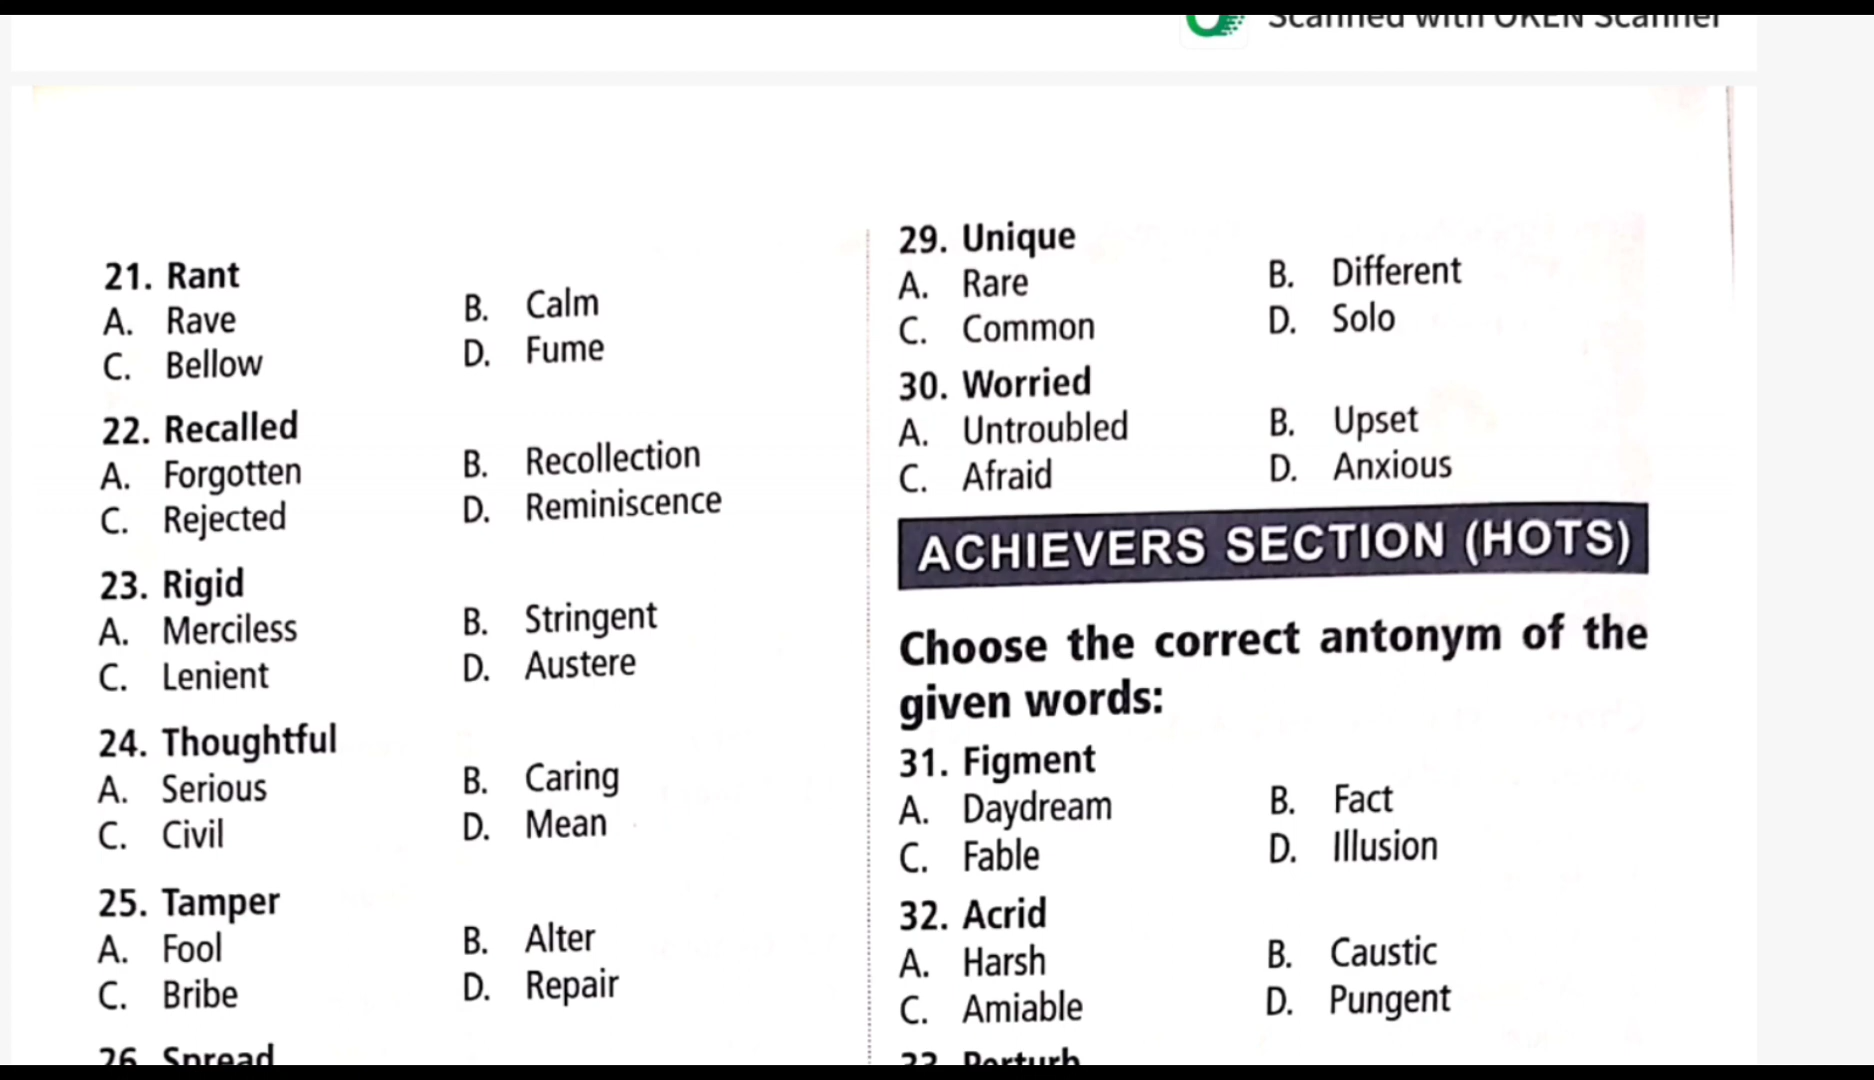 Scanned with OKEN Scanner
21. Rant
A. Rave
B. Calm
C. Bellow
D. Fume
22. Recalled
A. Forgotten
B. Recollection
C. Rejected
D. Reminiscence
23. Rigid
A. Merciless
B. Stringent
C. Lenient
D. Austere
24. Thoughtful
A. Serious
B. Caring
C. Civil
D. Mean
25. Tamper
A. Fool
B. Alter
C. Bribe
D. Repair
26 Spread
29. Unique
A. Rare
B. Different
C. Common
D. Solo
30. Worried
A. Untroubled
B. Upset
C. Afraid
D. Anxious
ACHIEVERS SECTION (HOTS)
Choose the correct antonym of the
given words:
31. Figment
A. Daydream
B. Fact
C. Fable
D. Illusion
32. Acrid
A. Harsh
B. Caustic
C. Amiable
D. Pungent
33 Perturb